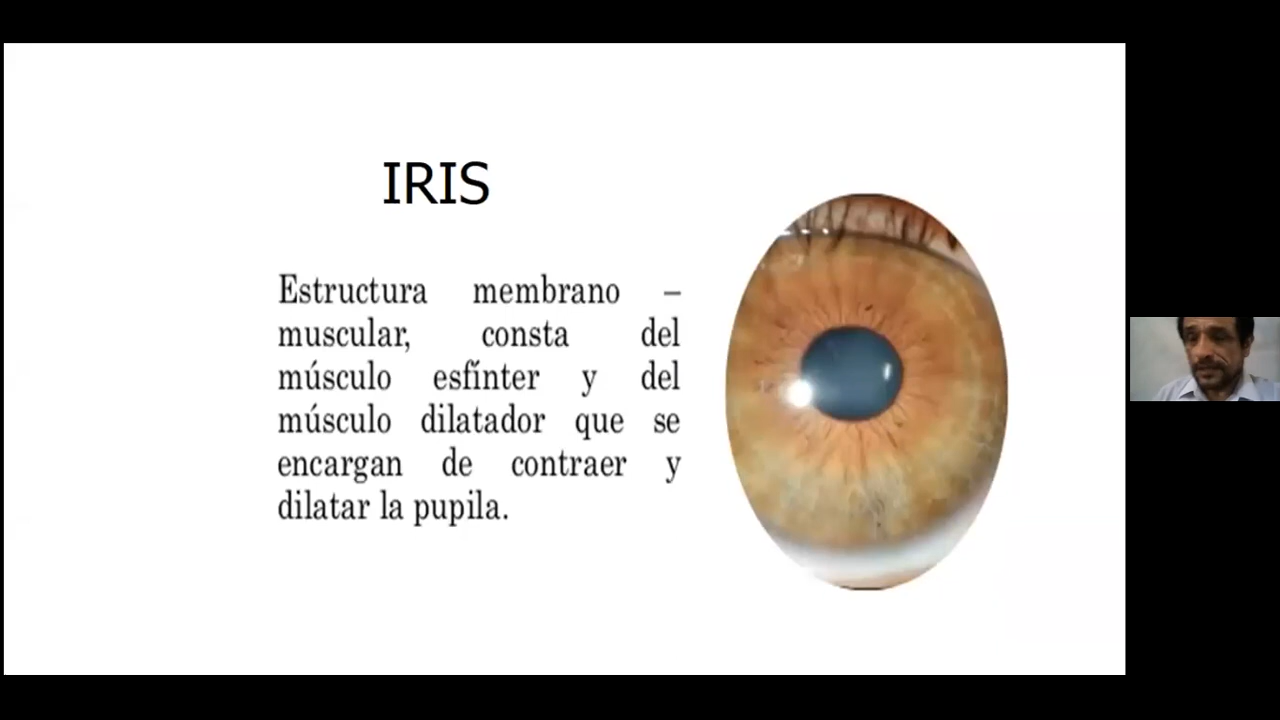 IRIS
Estructura membrano –
muscular, consta del
músculo esfínter y del
músculo dilatador que se
encargan de contraer y
dilatar la pupila.